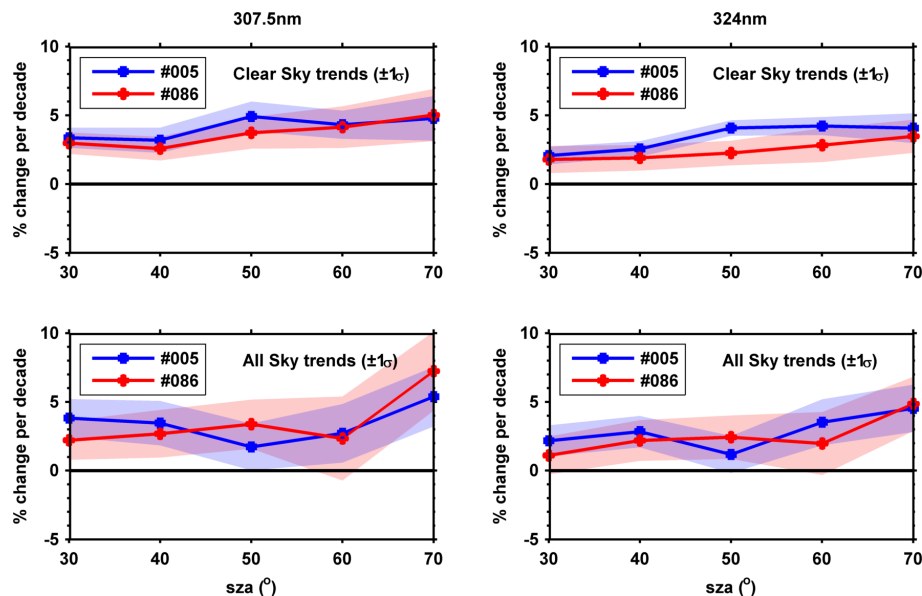 307.5nm
324nm
% change per decade
10
5
0
-5
#005
#086
Clear Sky trends (±1σ)
30 40 50 60 70
% change per decade
10
5
0
-5
#005
#086
Clear Sky trends (±1σ)
30 40 50 60 70
% change per decade
10
5
0
-5
#005
#086
All Sky trends (±1σ)
30 40 50 60 70
sza (°)
% change per decade
10
5
0
-5
#005
#086
All Sky trends (±1σ)
30 40 50 60 70
sza (°)